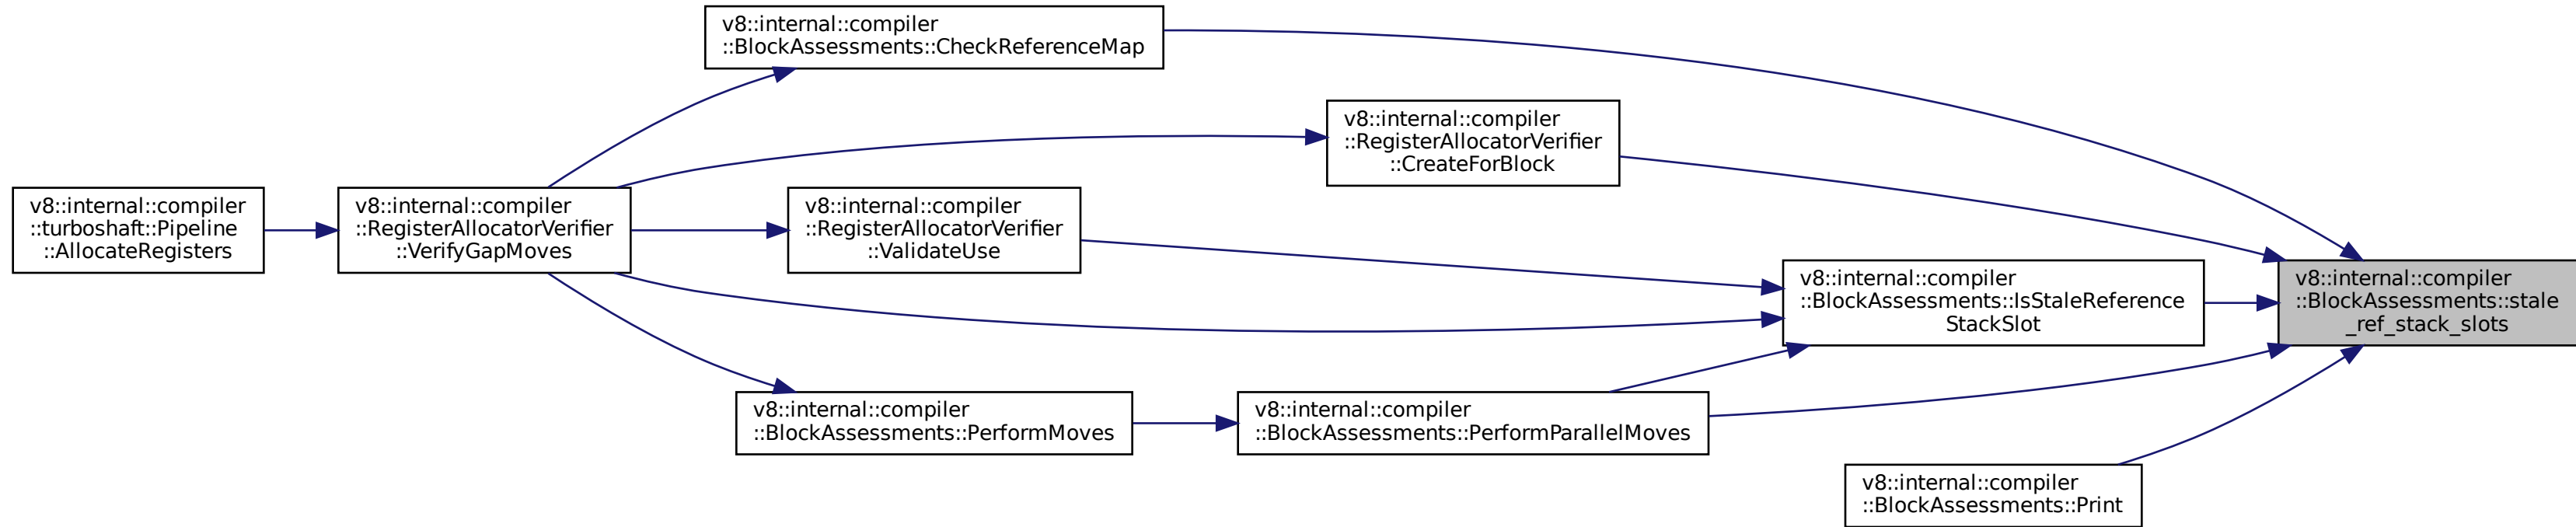 v8::internal::compiler
::BlockAssessments::CheckReferenceMap
v8::internal::compiler
::RegisterAllocatorVerifier
::CreateForBlock
v8::internal::compiler
::turboshaft::Pipeline
::AllocateRegisters
v8::internal::compiler
::RegisterAllocatorVerifier
::VerifyGapMoves
v8::internal::compiler
::RegisterAllocatorVerifier
::ValidateUse
v8::internal::compiler
::BlockAssessments::IsStaleReference
StackSlot
v8::internal::compiler
::BlockAssessments::stale
_ref_stack_slots
v8::internal::compiler
::BlockAssessments::PerformMoves
v8::internal::compiler
::BlockAssessments::PerformParallelMoves
v8::internal::compiler
::BlockAssessments::Print